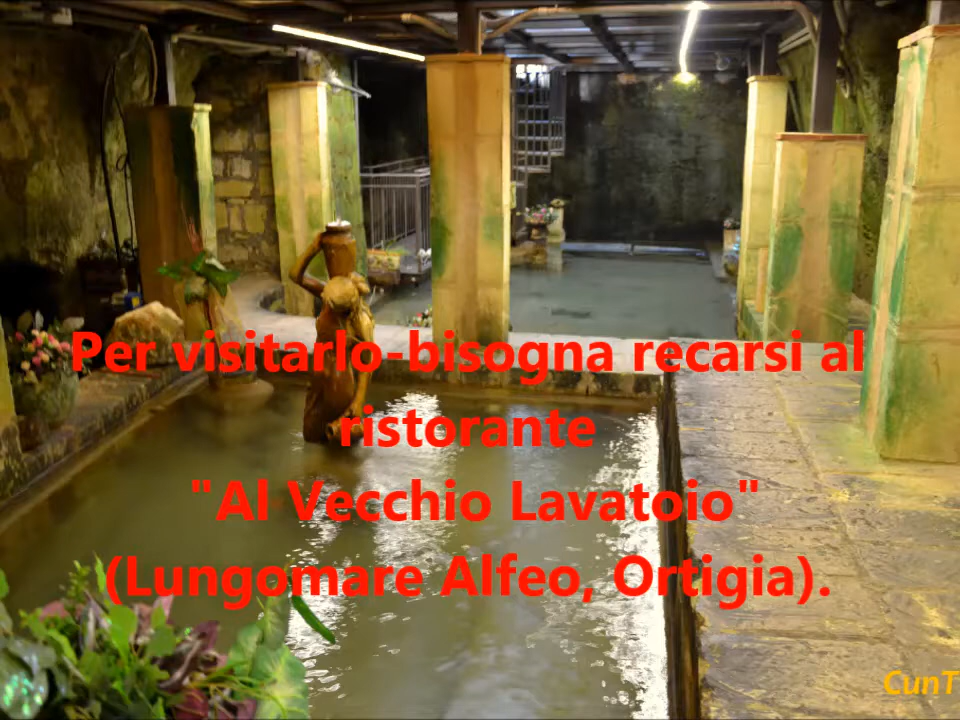 Per visitarlo-bisogna recarsi al
ristorante
"Al Vecchio Lavatoio"
(Lungomare Alfeo, Ortigia).
CunT